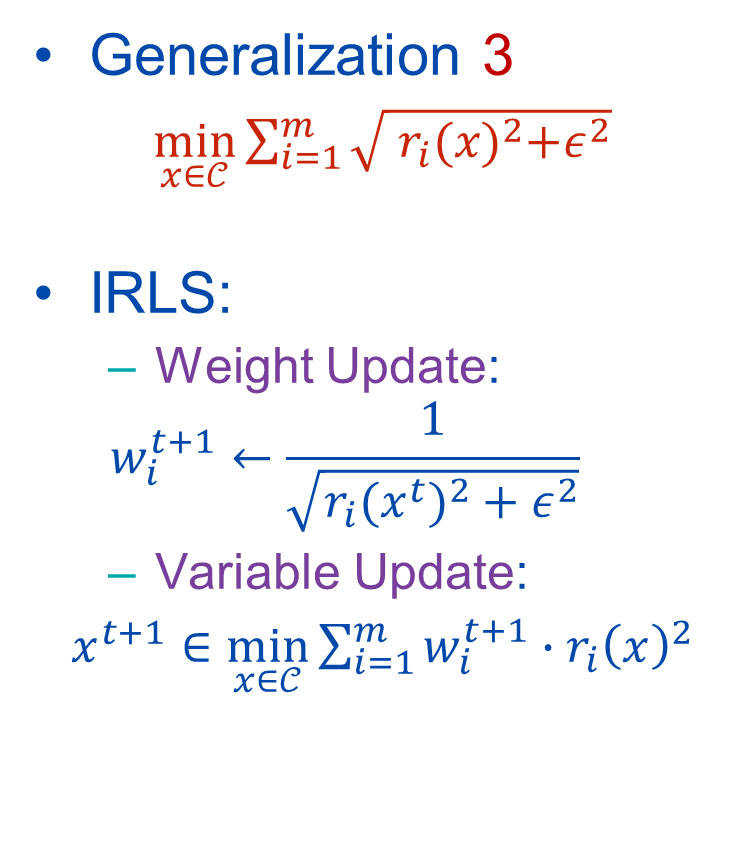 • Generalization 3
min_{x∈𝒞} ∑_{i=1}^{m} √(r_i(x)^2+ϵ^2)
• IRLS:
– Weight Update:
w_i^{t+1} ← 1 / √(r_i(x^t)^2 + ϵ^2)
– Variable Update:
x^{t+1} ∈ min_{x∈𝒞} ∑_{i=1}^{m} w_i^{t+1} · r_i(x)^2